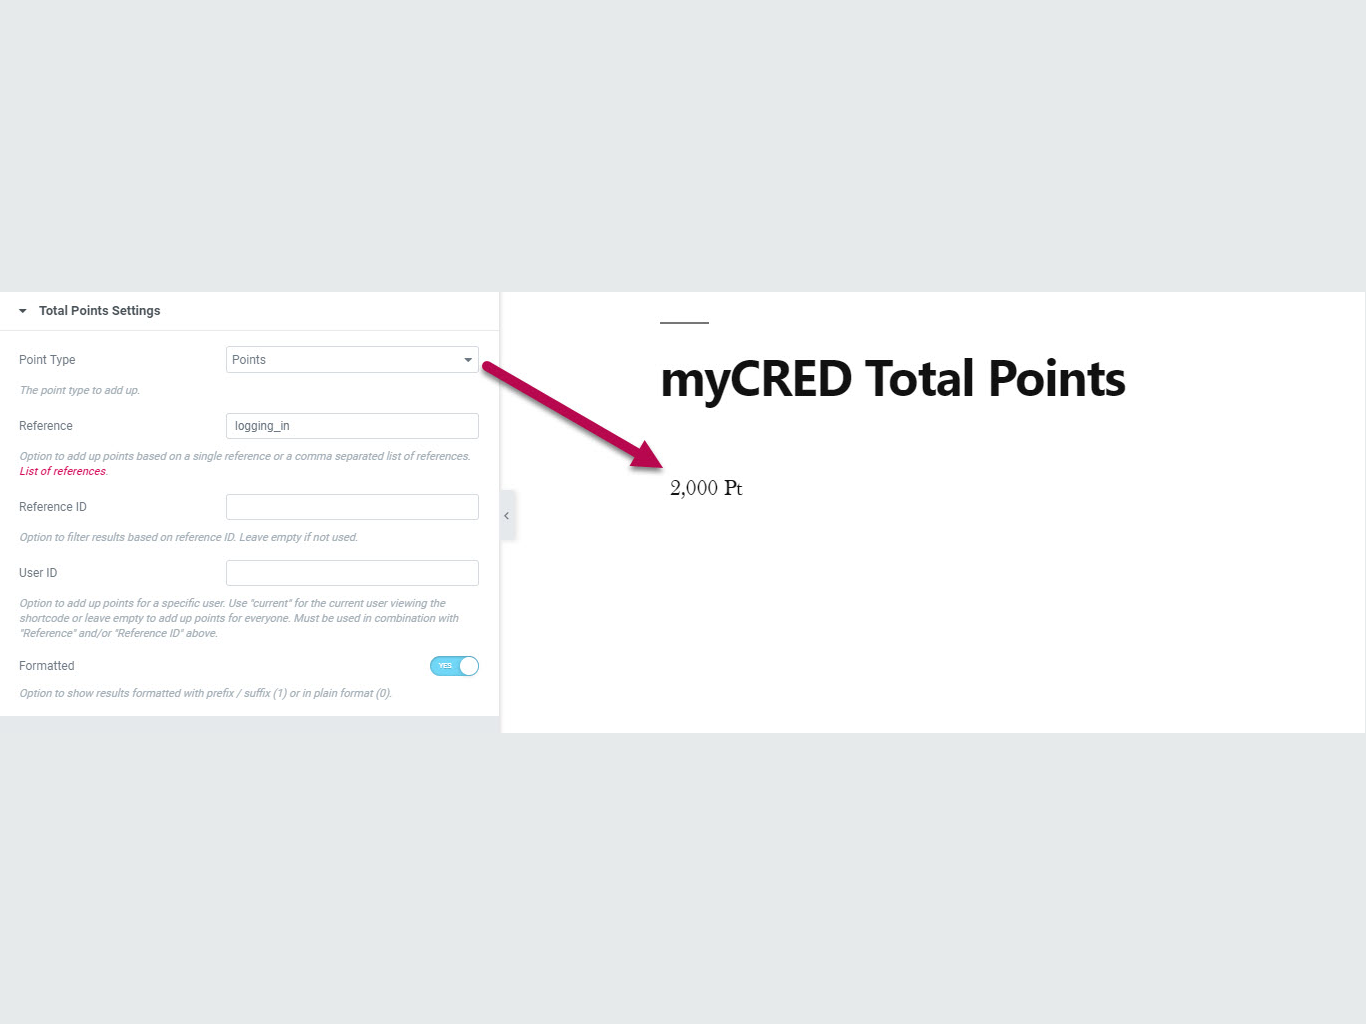 Total Points Settings
Point Type
Points
The point type to add up.
Reference
logging_in
Option to add up points based on a single reference or a comma separated list of references.
List of references.
Reference ID
Option to filter results based on reference ID. Leave empty if not used.
User ID
Option to add up points for a specific user. Use "current" for the current user viewing the
shortcode or leave empty to add up points for everyone. Must be used in combination with
"Reference" and/or "Reference ID" above.
Formatted
YES
Option to show results formatted with prefix / suffix (1) or in plain format (0).
myCRED Total Points
2,000 Pt